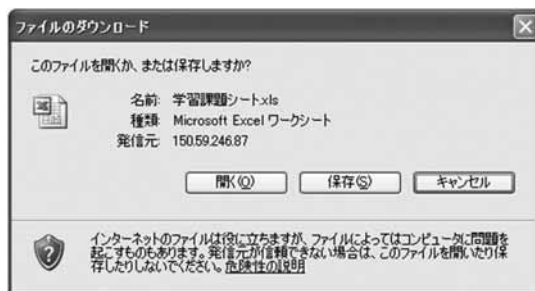 ファイルのダウンロード
このファイルを開くか、または保存しますか?
名前: 学習課題シート.xls
種類: Microsoft Excel ワークシート
発信元: 150.59.246.87
開く(O) 保存(S) キャンセル
インターネットのファイルは役に立ちますが、ファイルによってはコンピュータに問題を
起こすものもあります。発信元が信頼できない場合は、このファイルを開いたり保
存したりしないでください。危険性の説明